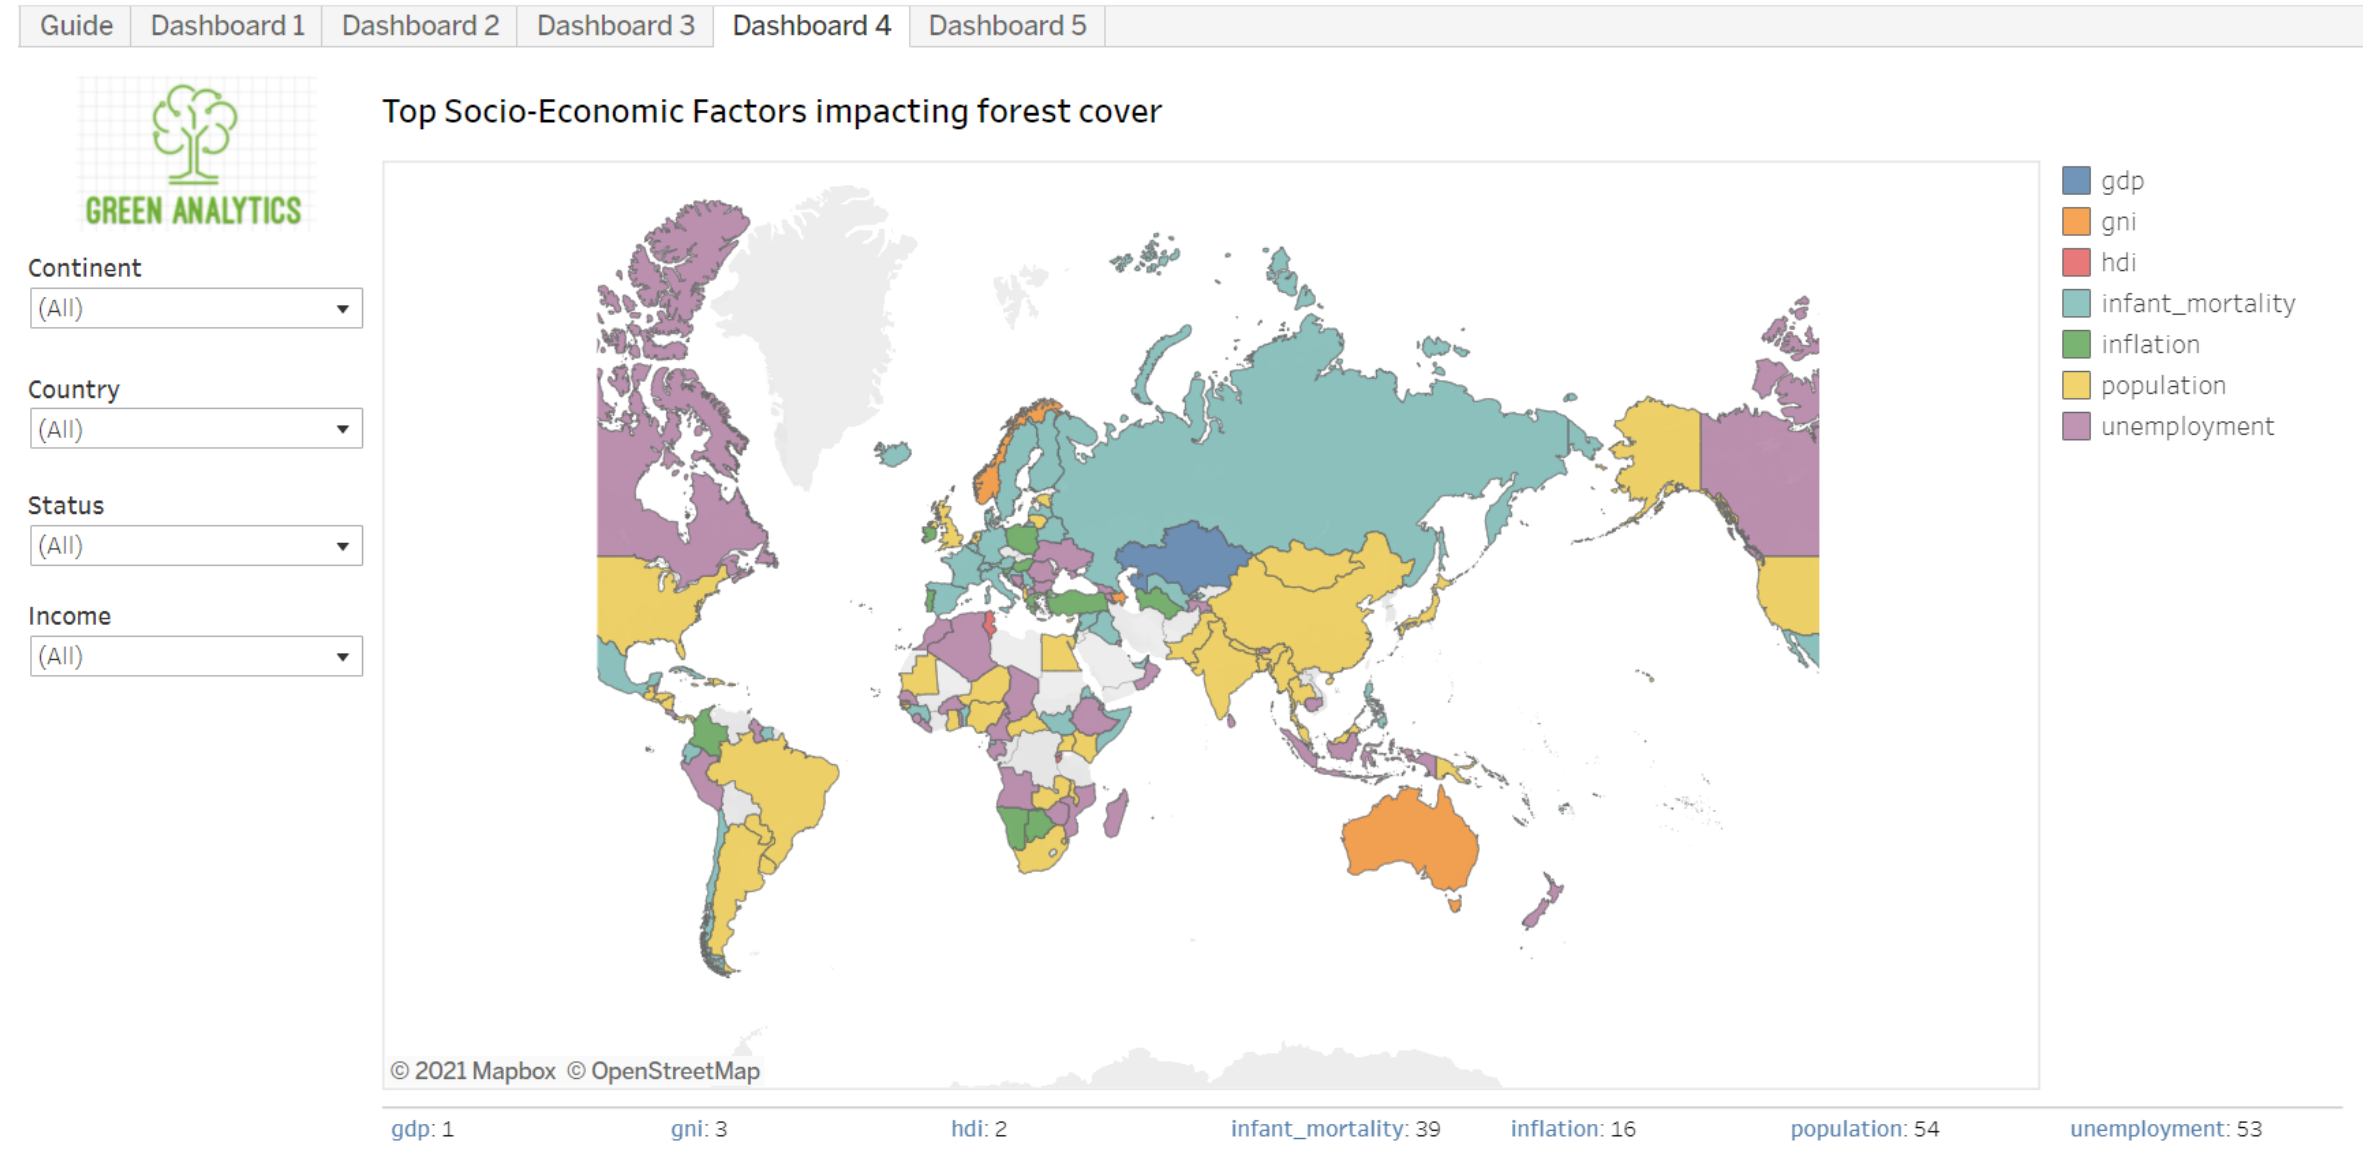 Guide Dashboard 1 Dashboard 2 Dashboard 3 Dashboard 4 Dashboard 5
GREEN ANALYTICS
Top Socio-Economic Factors impacting forest cover
Continent
(All)
Country
(All)
Status
(All)
Income
(All)
gdp
gni
hdi
infant_mortality
inflation
population
unemployment
© 2021 Mapbox © OpenStreetMap
gdp: 1 gni: 3 hdi: 2 infant_mortality: 39 inflation: 16 population: 54 unemployment: 53